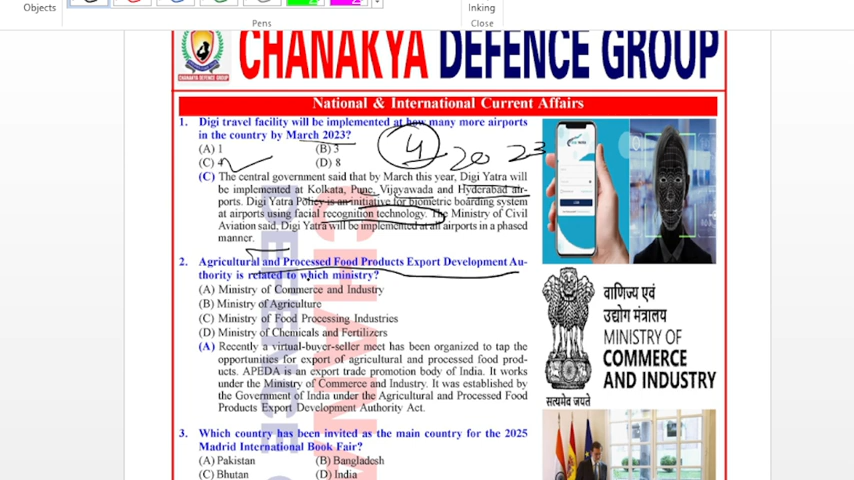 Objects
Pens
Inking
Close
CHANAKYA DEFENCE GROUP
CHANAKYA DEFENCE GROUP
National & International Current Affairs
1. Digi travel facility will be implemented at how many more airports
in the country by March 2023?
(A) 1 (B) 3
(C) 4 (D) 8
4
2023
(C) The central government said that by March this year, Digi Yatra will
be implemented at Kolkata, Pune, Vijayawada and Hyderabad air-
ports. Digi Yatra Policy is an initiative for biometric boarding system
at airports using facial recognition technology. The Ministry of Civil
Aviation said, Digi Yatra will be implemented at all airports in a phased
manner.
2. Agricultural and Processed Food Products Export Development Au-
thority is related to which ministry?
(A) Ministry of Commerce and Industry
(B) Ministry of Agriculture
(C) Ministry of Food Processing Industries
(D) Ministry of Chemicals and Fertilizers
(A) Recently a virtual-buyer-seller meet has been organized to tap the
opportunities for export of agricultural and processed food prod-
ucts. APEDA is an export trade promotion body of India. It works
under the Ministry of Commerce and Industry. It was established by
the Government of India under the Agricultural and Processed Food
Products Export Development Authority Act.
वाणिज्य एवं
उद्योग मंत्रालय
MINISTRY OF
COMMERCE
AND INDUSTRY
सत्यमेव जयते
3. Which country has been invited as the main country for the 2025
Madrid International Book Fair?
(A) Pakistan (B) Bangladesh
(C) Bhutan (D) India